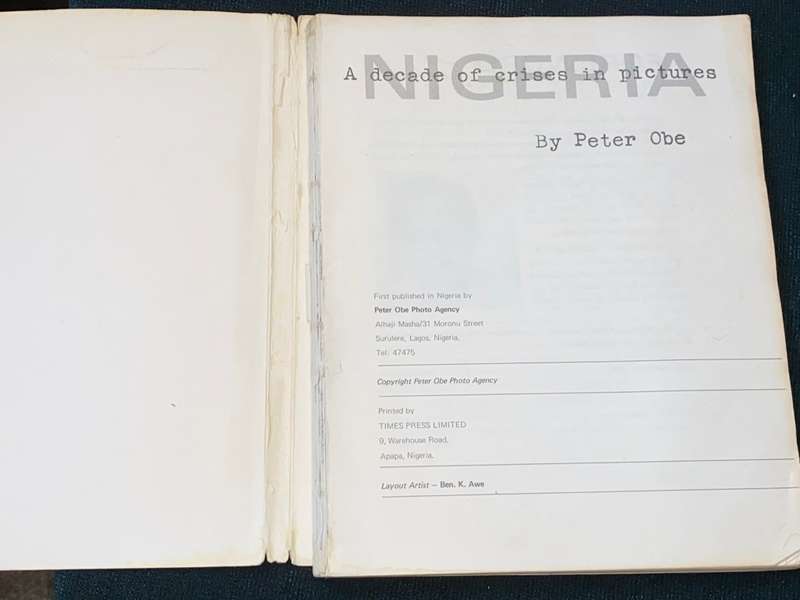 NIGERIA
A decade of crises in pictures
By Peter Obe
First published in Nigeria by
Peter Obe Photo Agency
Alhaji Masha/31 Moronu Street
Surulere, Lagos, Nigeria.
Tel: 47475
Copyright Peter Obe Photo Agency
Printed by
TIMES PRESS LIMITED
9, Warehouse Road,
Apapa, Nigeria.
Layout Artist — Ben. K. Awe